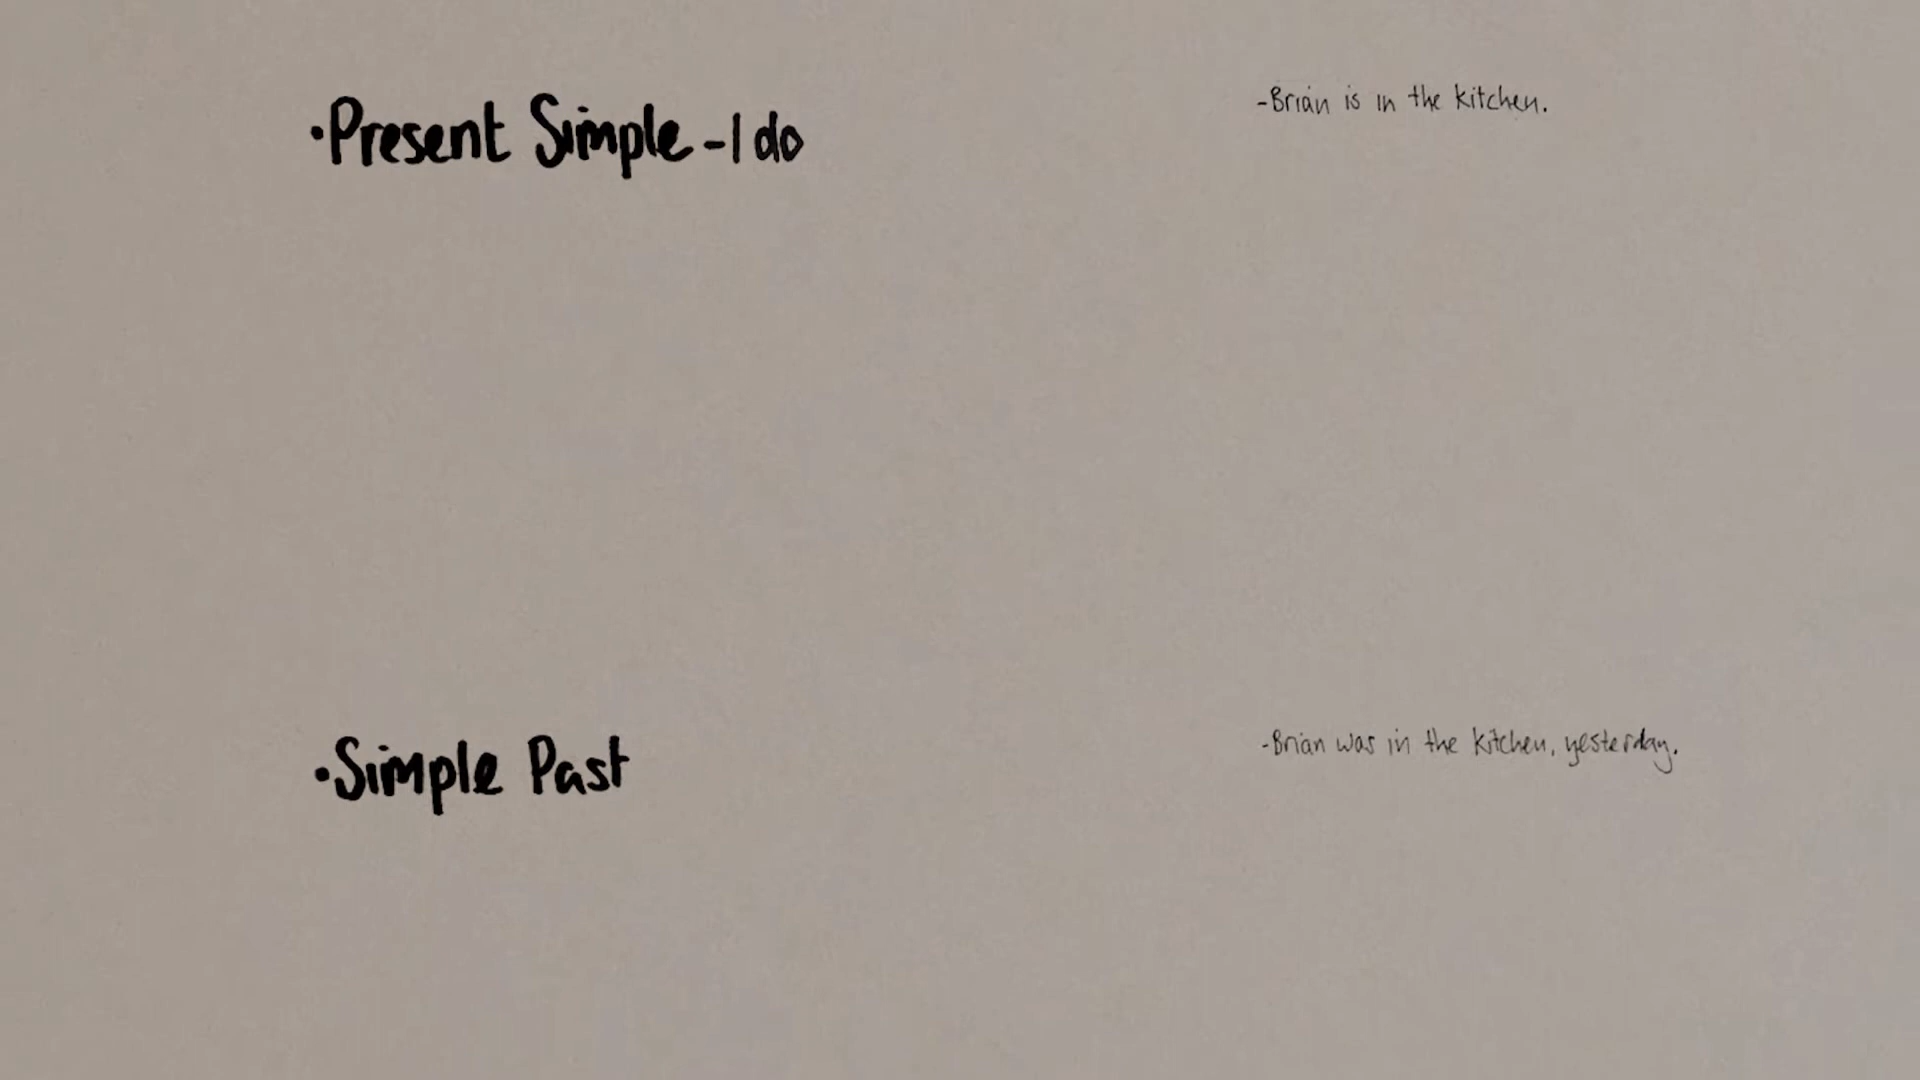 •Present Simple - I do
-Brian is in the kitchen.
•Simple Past
-Brian was in the kitchen, yesterday.